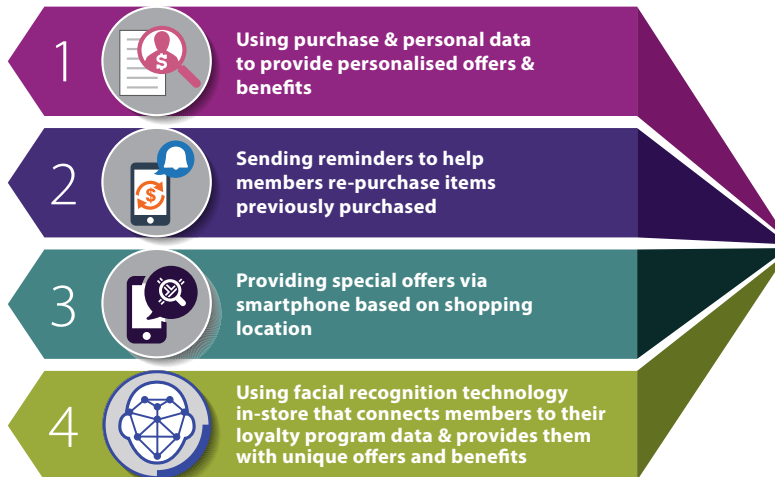 1
Using purchase & personal data
to provide personalised offers &
benefits
$
2
Sending reminders to help
members re-purchase items
previously purchased
$
3
Providing special offers via
smartphone based on shopping
location
4
Using facial recognition technology
in-store that connects members to their
loyalty program data & provides them
with unique offers and benefits